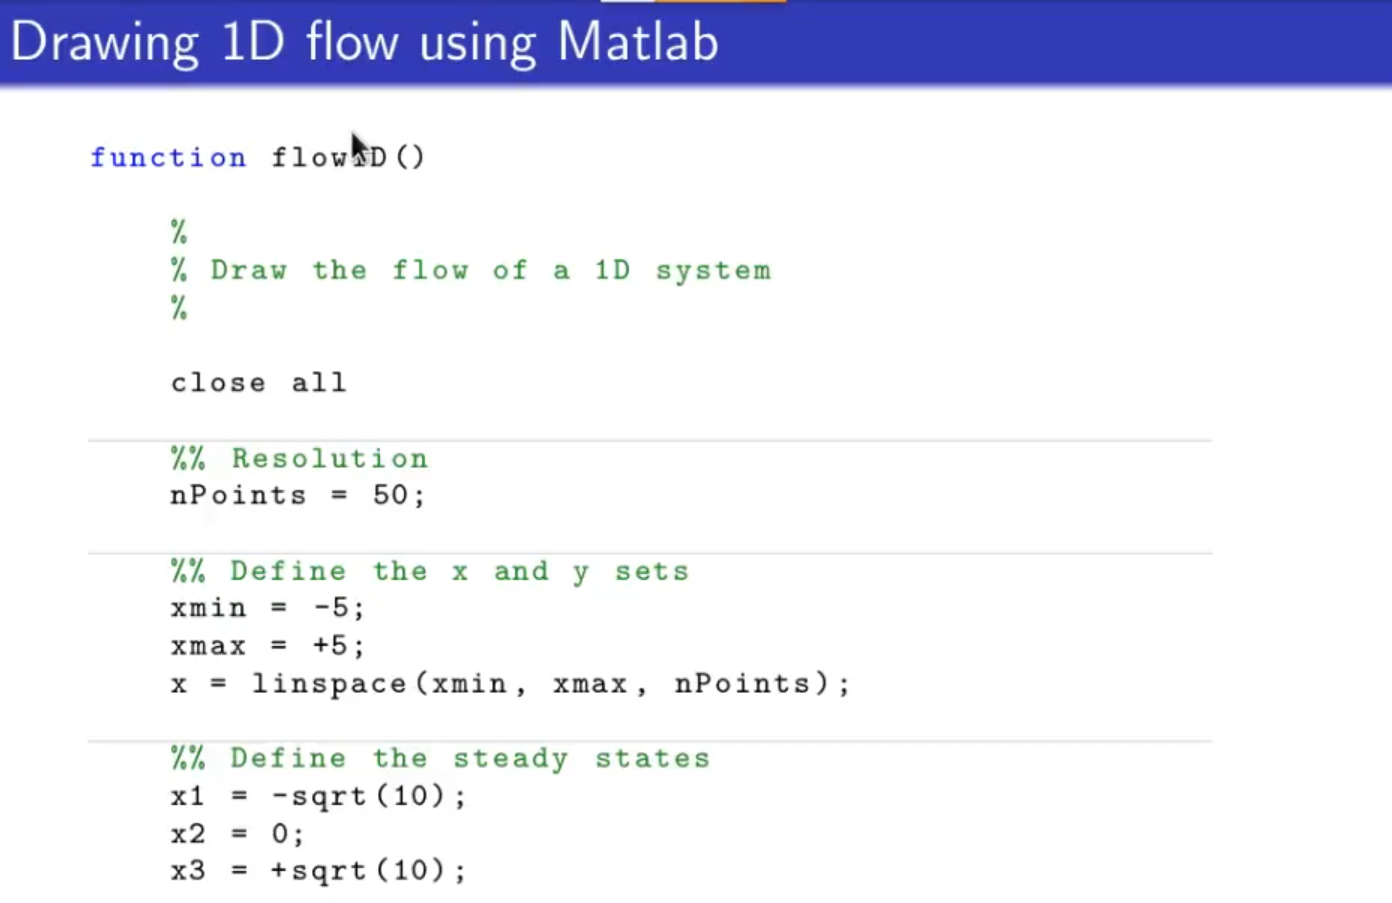 Drawing 1D flow using Matlab
function flow1D()
%
% Draw the flow of a 1D system
%
close all
%% Resolution
nPoints = 50;
%% Define the x and y sets
xmin = -5;
xmax = +5;
x = linspace(xmin, xmax, nPoints);
%% Define the steady states
x1 = -sqrt(10);
x2 = 0;
x3 = +sqrt(10);